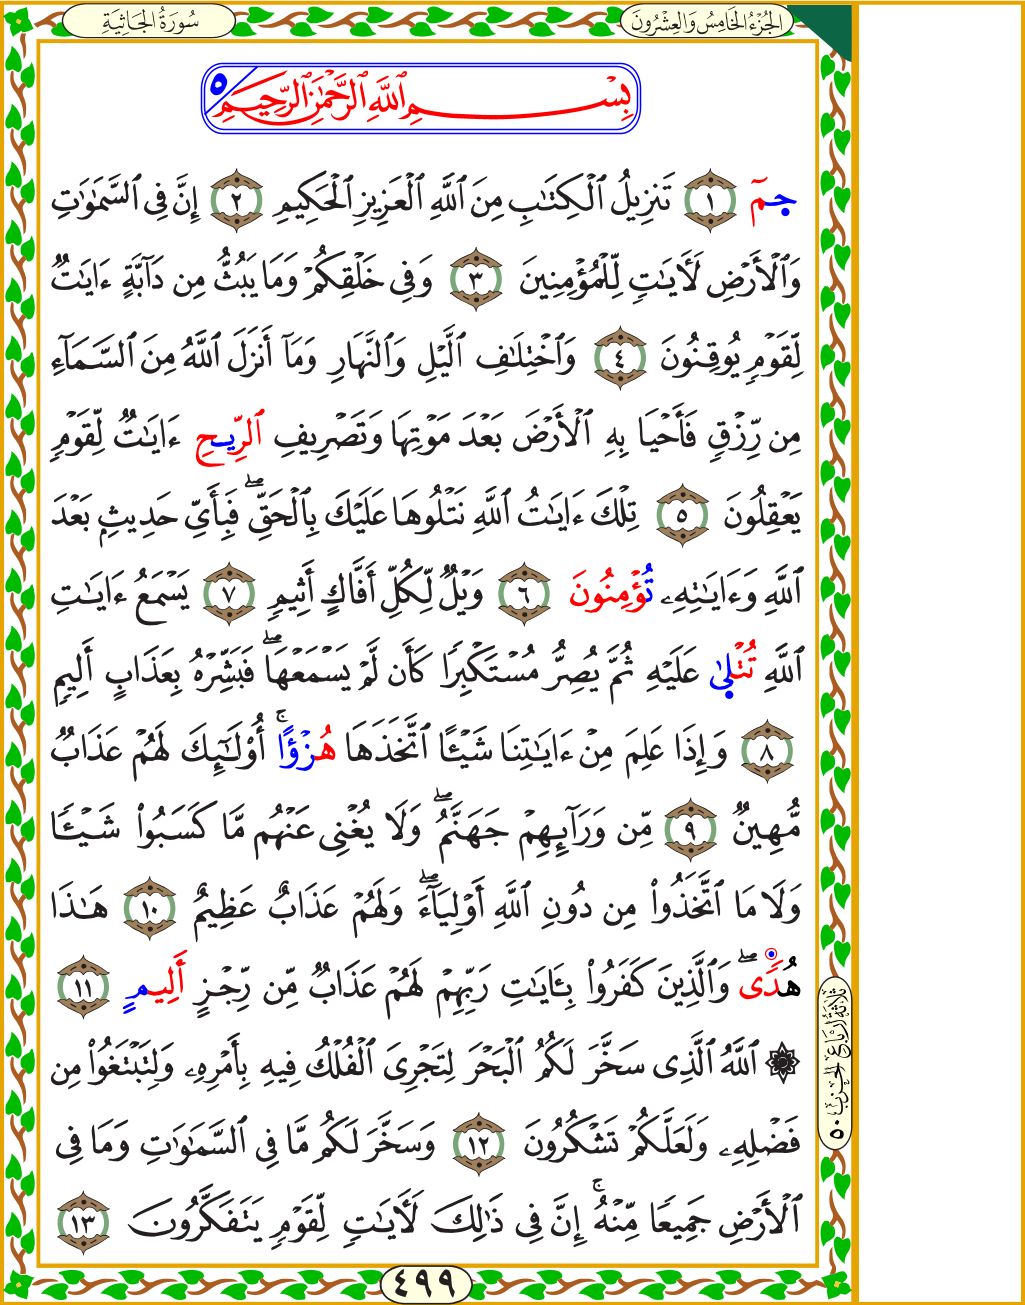 سُورَةُ الجَاثِيَةِ
الجُزْءُ الخَامِسُ وَالعِشْرُونَ
بِسْمِ ٱللَّهِ ٱلرَّحْمَٰنِ ٱلرَّحِيمِ ٥
حمٓ ١ تَنزِيلُ ٱلْكِتَٰبِ مِنَ ٱللَّهِ ٱلْعَزِيزِ ٱلْحَكِيمِ ٢ إِنَّ فِى ٱلسَّمَٰوَٰتِ
وَٱلْأَرْضِ لَءَايَٰتٍ لِّلْمُؤْمِنِينَ ٣ وَفِى خَلْقِكُمْ وَمَا يَبُثُّ مِن دَآبَّةٍ ءَايَٰتٌ
لِّقَوْمٍ يُوقِنُونَ ٤ وَٱخْتِلَٰفِ ٱلَّيْلِ وَٱلنَّهَارِ وَمَآ أَنزَلَ ٱللَّهُ مِنَ ٱلسَّمَآءِ
مِن رِّزْقٍ فَأَحْيَا بِهِ ٱلْأَرْضَ بَعْدَ مَوْتِهَا وَتَصْرِيفِ ٱلرِّيحِ ءَايَٰتٌ لِّقَوْمٍ
يَعْقِلُونَ ٥ تِلْكَ ءَايَٰتُ ٱللَّهِ نَتْلُوهَا عَلَيْكَ بِٱلْحَقِّ ۖ فَبِأَىِّ حَدِيثٍ بَعْدَ
ٱللَّهِ وَءَايَٰتِهِۦ تُؤْمِنُونَ ٦ وَيْلٌ لِّكُلِّ أَفَّاكٍ أَثِيمٍ ٧ يَسْمَعُ ءَايَٰتِ
ٱللَّهِ تُتْلَىٰ عَلَيْهِ ثُمَّ يُصِرُّ مُسْتَكْبِرًا كَأَن لَّمْ يَسْمَعْهَا ۖ فَبَشِّرْهُ بِعَذَابٍ أَلِيمٍ
٨ وَإِذَا عَلِمَ مِنْ ءَايَٰتِنَا شَيْـًٔا ٱتَّخَذَهَا هُزْؤًا ۚ أُو۟لَٰٓئِكَ لَهُمْ عَذَابٌ
مُّهِينٌ ٩ مِّن وَرَآئِهِمْ جَهَنَّمُ ۖ وَلَا يُغْنِى عَنْهُم مَّا كَسَبُوا۟ شَيْـًٔا
وَلَا مَا ٱتَّخَذُوا۟ مِن دُونِ ٱللَّهِ أَوْلِيَآءَ ۖ وَلَهُمْ عَذَابٌ عَظِيمٌ ١٠ هَٰذَا
هُدًى ۖ وَٱلَّذِينَ كَفَرُوا۟ بِـَٔايَٰتِ رَبِّهِمْ لَهُمْ عَذَابٌ مِّن رِّجْزٍ أَلِيمٍ ١١
۞ ٱللَّهُ ٱلَّذِى سَخَّرَ لَكُمُ ٱلْبَحْرَ لِتَجْرِىَ ٱلْفُلْكُ فِيهِ بِأَمْرِهِۦ وَلِتَبْتَغُوا۟ مِن
فَضْلِهِۦ وَلَعَلَّكُمْ تَشْكُرُونَ ١٢ وَسَخَّرَ لَكُم مَّا فِى ٱلسَّمَٰوَٰتِ وَمَا فِى
ٱلْأَرْضِ جَمِيعًا مِّنْهُ ۚ إِنَّ فِى ذَٰلِكَ لَءَايَٰتٍ لِّقَوْمٍ يَتَفَكَّرُونَ ١٣
ثلاثة ارباع الحزب ٥٠
٤٩٩